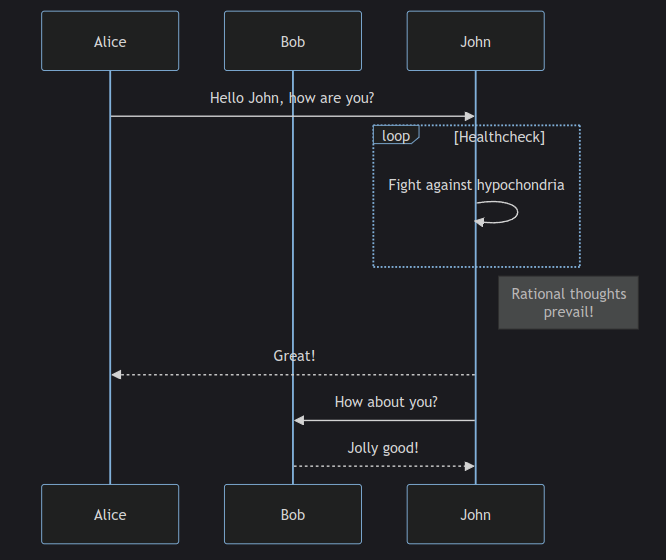 Alice
Bob
John
Hello John, how are you?
loop
[Healthcheck]
Fight against hypochondria
Rational thoughts
prevail!
Great!
How about you?
Jolly good!
Alice
Bob
John